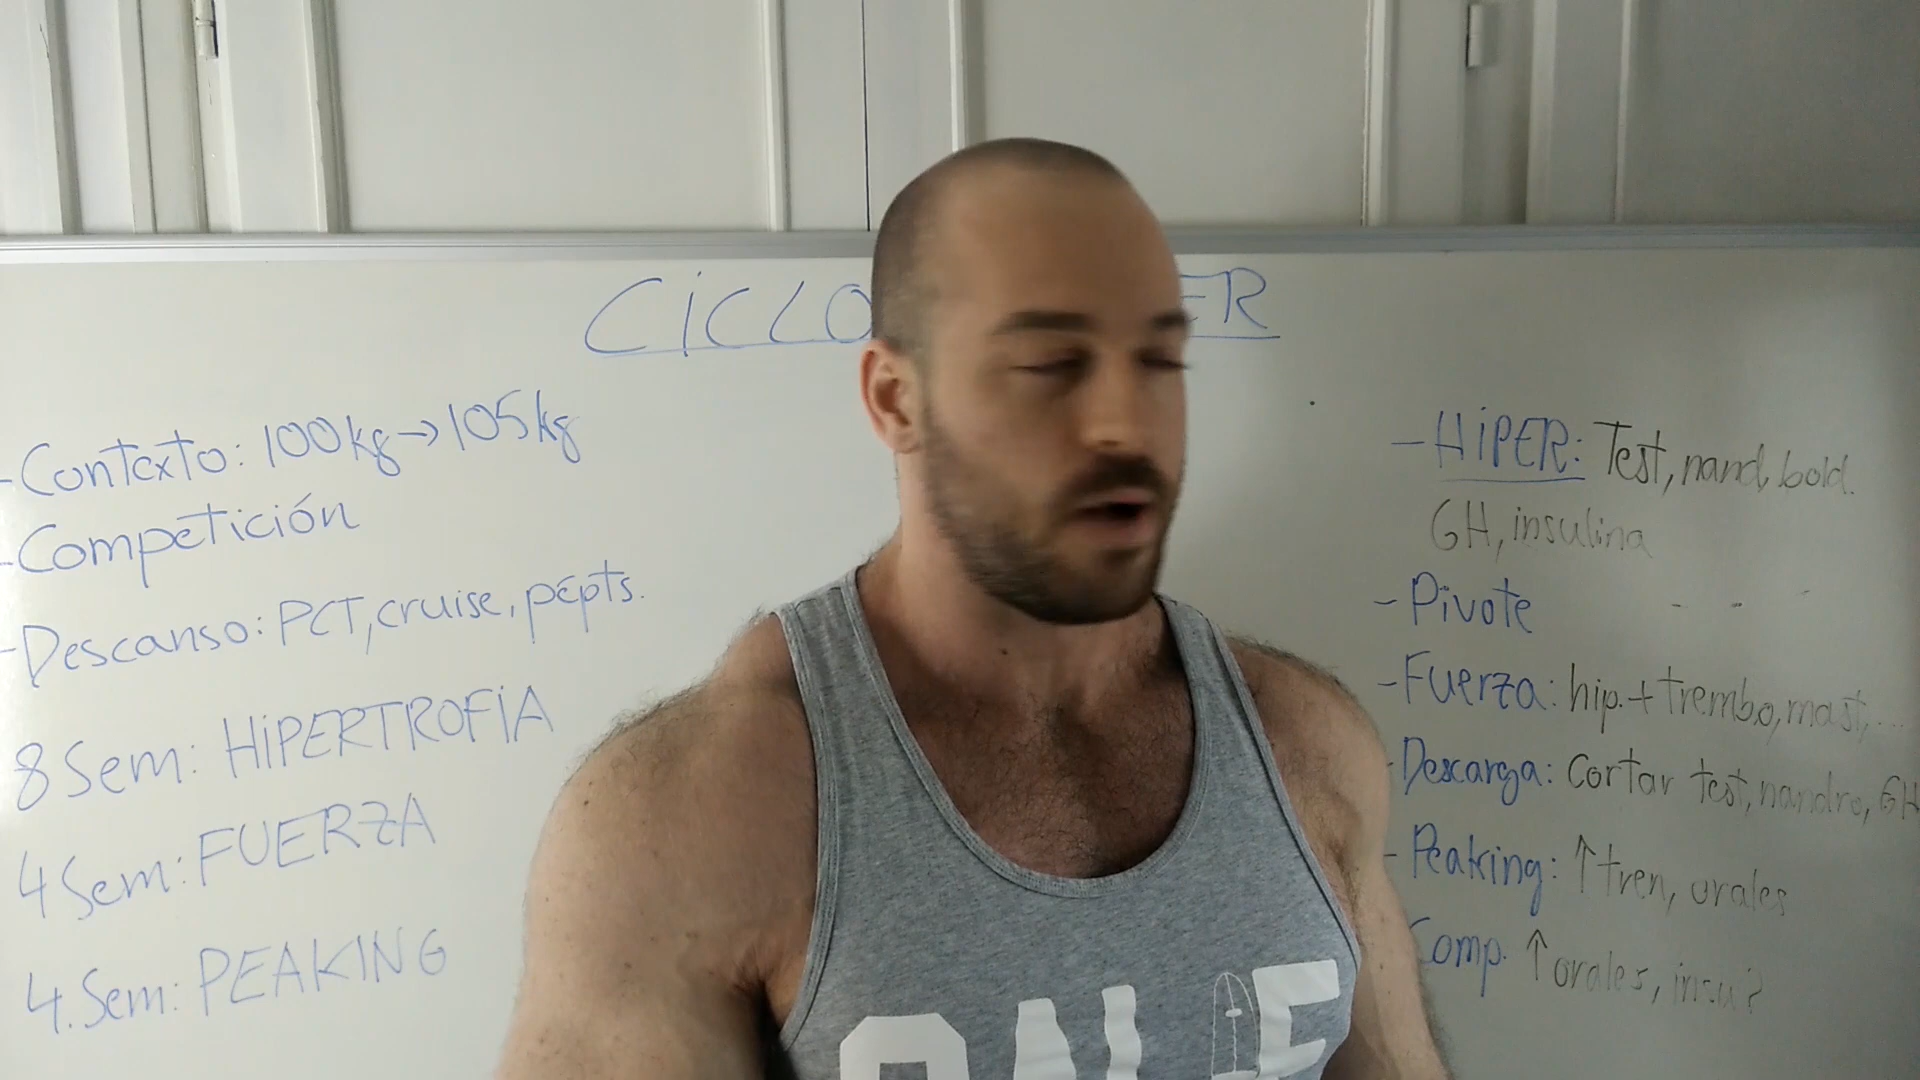 CICLO ER
- Contexto: 100kg → 105kg
- Competición
- Descanso: PCT, cruise, pépts.
8 Sem: HIPERTROFIA
4 Sem: FUERZA
4. Sem: PEAKING
- HiPER: Test, nand, bold.
GH, insulina
- Pivote
- Fuerza: hip. + trembo, mast, ...
- Descarga: cortar test, nandro, GH
- Peaking: ↑ tren, orales
Comp. ↑ orales, insu?